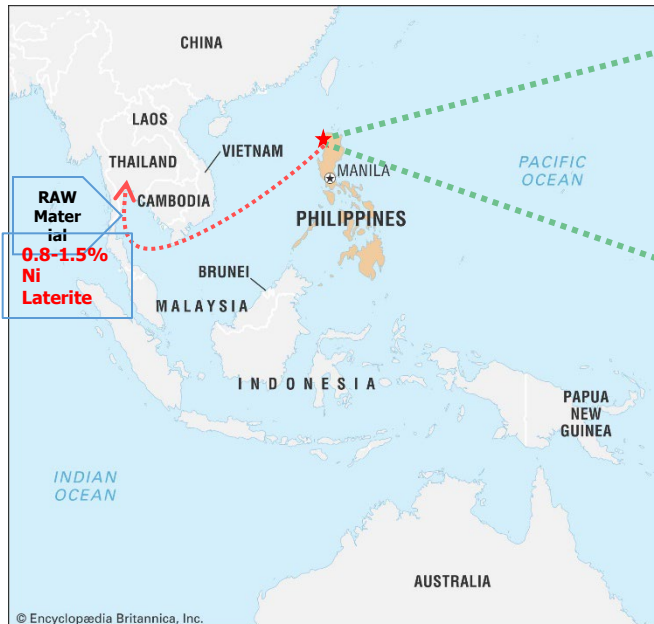 CHINA
LAOS
VIETNAM
THAILAND
CAMBODIA
MANILA
PACIFIC
OCEAN
PHILIPPINES
RAW
Mater
ial
0.8-1.5%
Ni
Laterite
BRUNEI
MALAYSIA
INDONESIA
PAPUA
NEW
GUINEA
INDIAN
OCEAN
AUSTRALIA
© Encyclopædia Britannica, Inc.